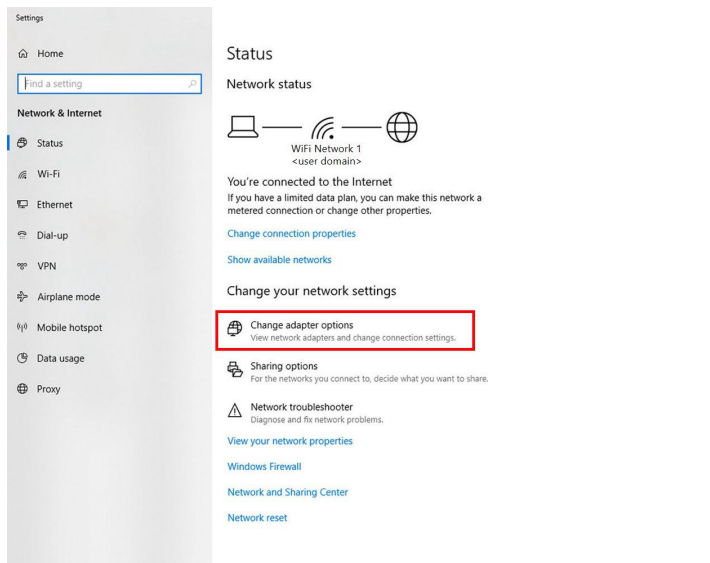 Settings
Home
Find a setting
Network & Internet
Status
Wi-Fi
Ethernet
Dial-up
VPN
Airplane mode
Mobile hotspot
Data usage
Proxy
Status
Network status
WiFi Network 1
<user domain>
You're connected to the Internet
If you have a limited data plan, you can make this network a
metered connection or change other properties.
Change connection properties
Show available networks
Change your network settings
Change adapter options
View network adapters and change connection settings.
Sharing options
For the networks you connect to, decide what you want to share.
Network troubleshooter
Diagnose and fix network problems.
View your network properties
Windows Firewall
Network and Sharing Center
Network reset